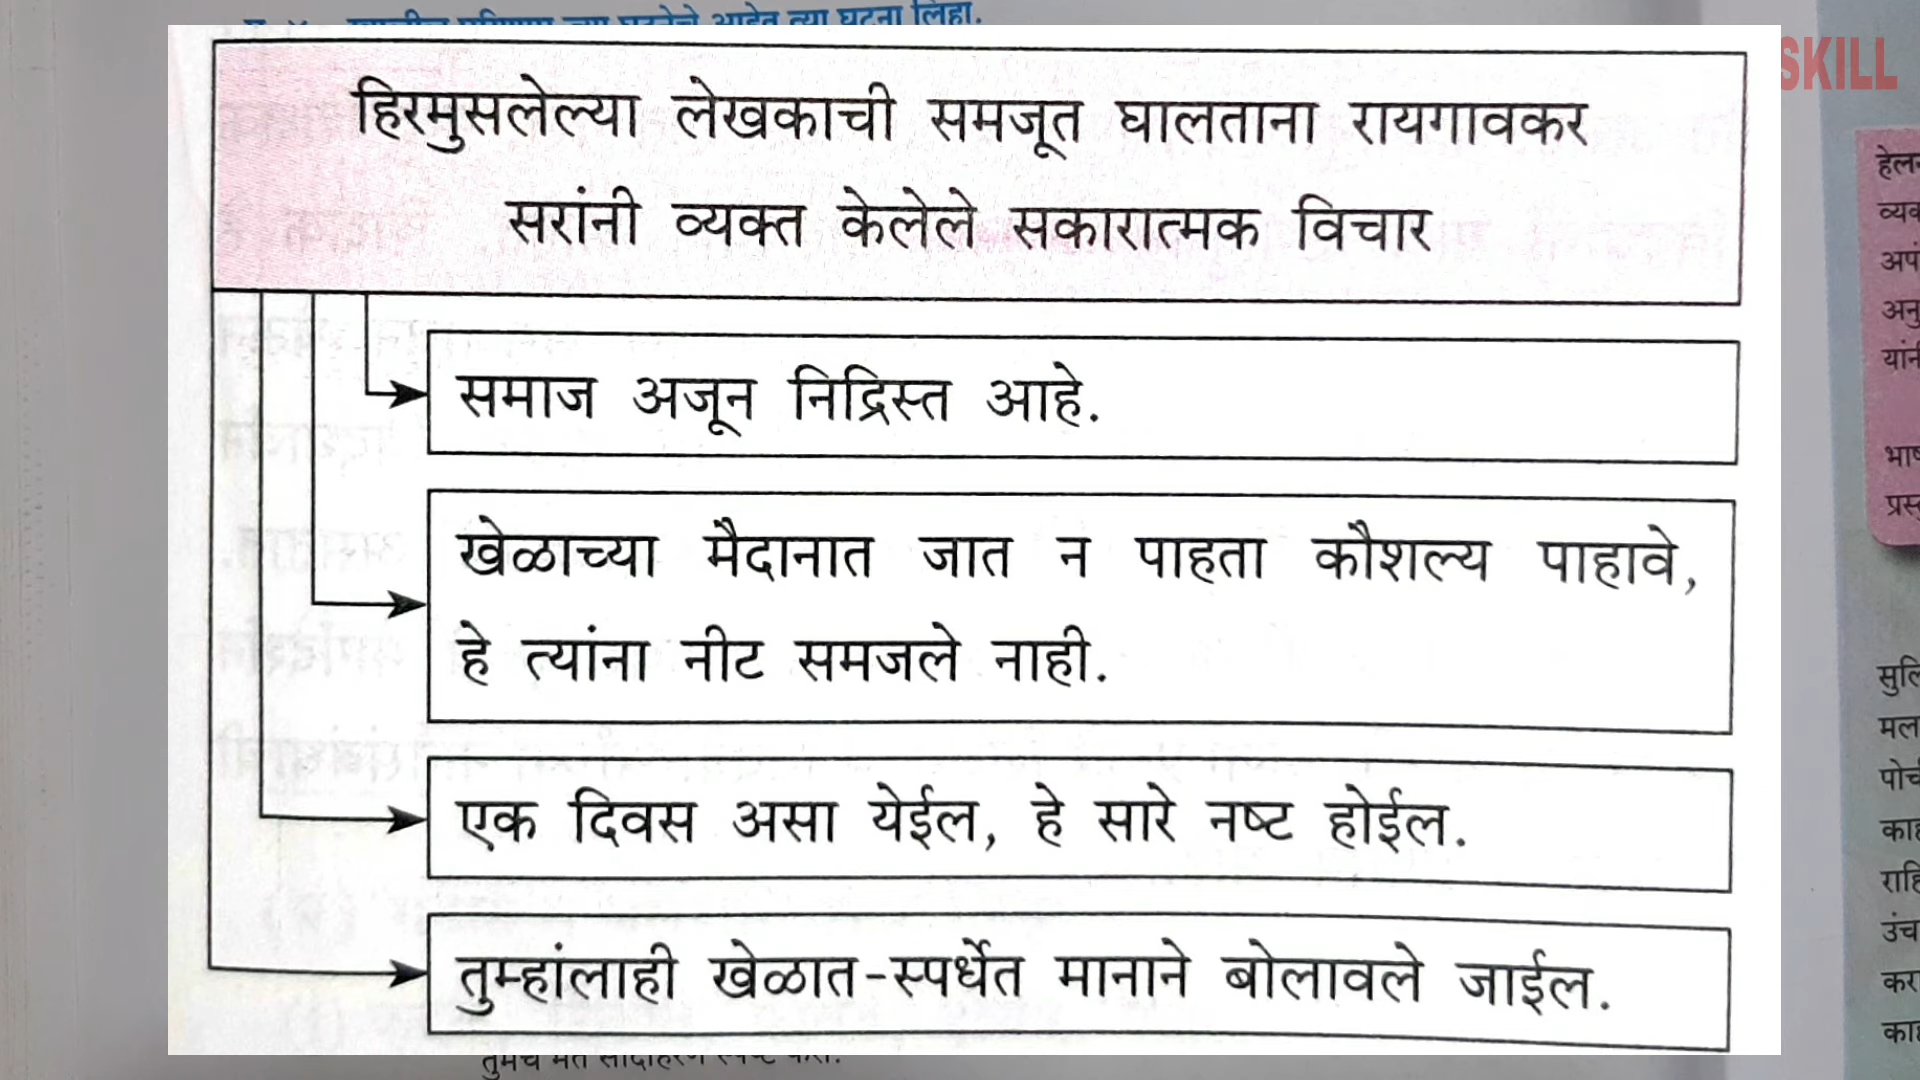 त्या घटना लिहा.
SKILL
हिरमुसलेल्या लेखकाची समजूत घालताना रायगावकर
सरांनी व्यक्त केलेले सकारात्मक विचार
समाज अजून निद्रिस्त आहे.
खेळाच्या मैदानात जात न पाहता कौशल्य पाहावे,
हे त्यांना नीट समजले नाही.
एक दिवस असा येईल, हे सारे नष्ट होईल.
तुम्हांलाही खेळात-स्पर्धेत मानाने बोलावले जाईल.